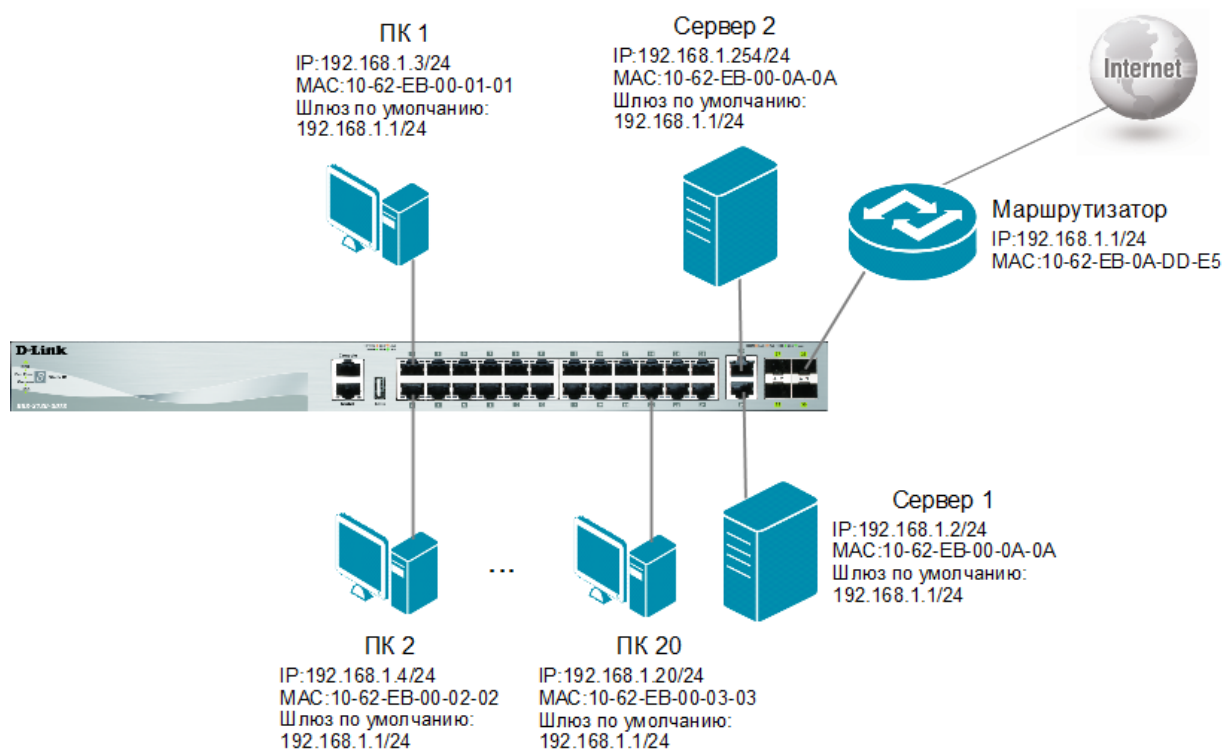 ПК 1
IP:192.168.1.3/24
MAC:10-62-EB-00-01-01
Шлюз по умолчанию:
192.168.1.1/24
Сервер 2
IP:192.168.1.254/24
MAC:10-62-EB-00-0A-0A
Шлюз по умолчанию:
192.168.1.1/24
Internet
Маршрутизатор
IP:192.168.1.1/24
MAC:10-62-EB-0A-DD-E5
D-Link
Console
...
Сервер 1
IP:192.168.1.2/24
MAC:10-62-EB-00-0A-0A
Шлюз по умолчанию:
192.168.1.1/24
ПК 2
IP:192.168.1.4/24
MAC:10-62-EB-00-02-02
Шлюз по умолчанию:
192.168.1.1/24
ПК 20
IP:192.168.1.20/24
MAC:10-62-EB-00-03-03
Шлюз по умолчанию:
192.168.1.1/24